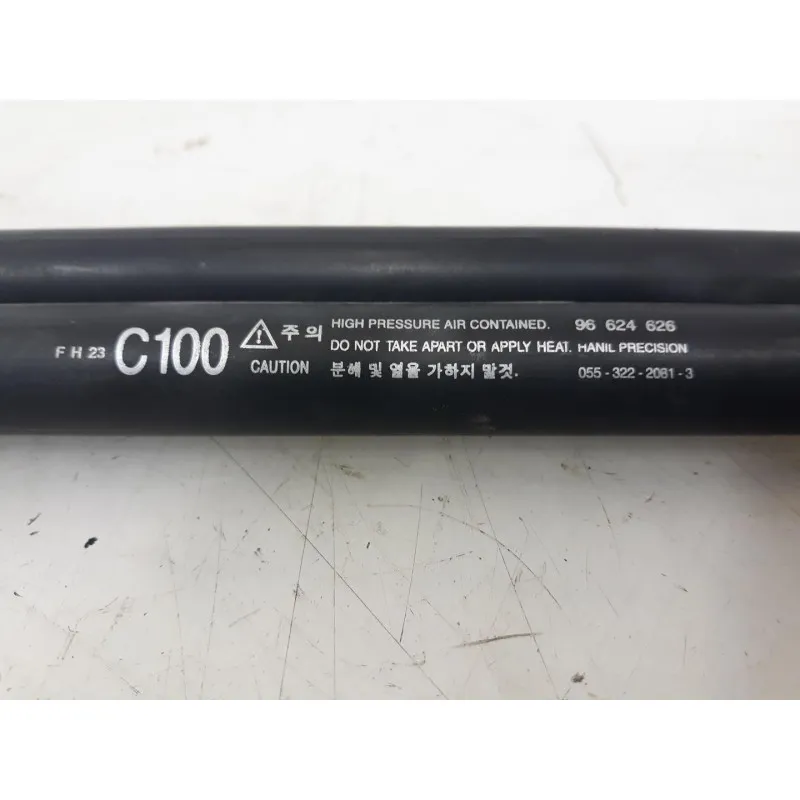 F H 23 C100 주의 CAUTION
HIGH PRESSURE AIR CONTAINED. 96 624 626
DO NOT TAKE APART OR APPLY HEAT. HANIL PRECISION
분해 및 열을 가하지 말것. 055-322-2081-3